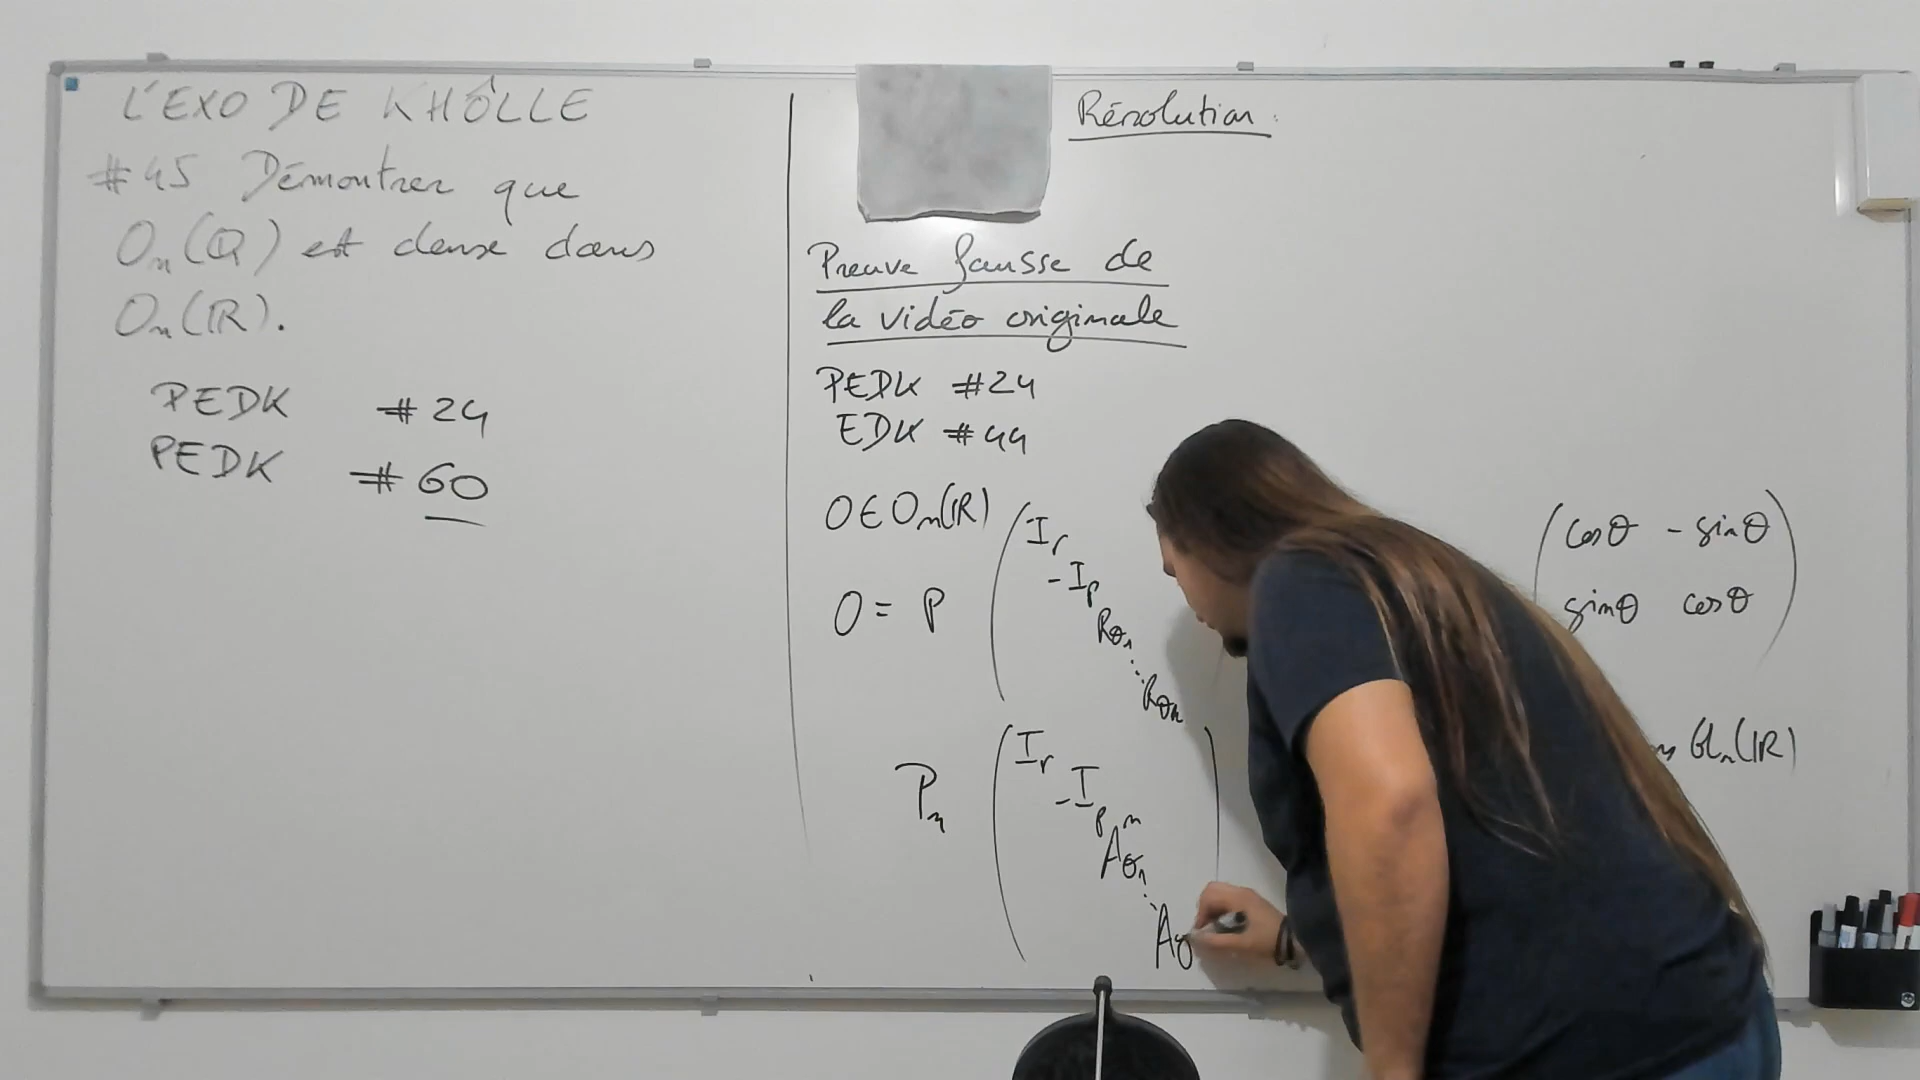 L'EXO DE KHÔLLE
#45 Démontrer que
Oₙ(Q) est dense dans
Oₙ(ℝ).
PEDK #24
PEDK #60
Résolution :
Preuve fausse de
la vidéo originale
PEDK #24
EDK #44
O ∈ Oₙ(ℝ)
O = P ( Iᵣ
-Iₚ
Rθ₁
⋱
Pₙ ( Iᵣ
-Iₚ
Aθ₁ⁿ
⋱
Aθ )
( cosθ - sinθ
sinθ cosθ )
GLₙ(ℝ)